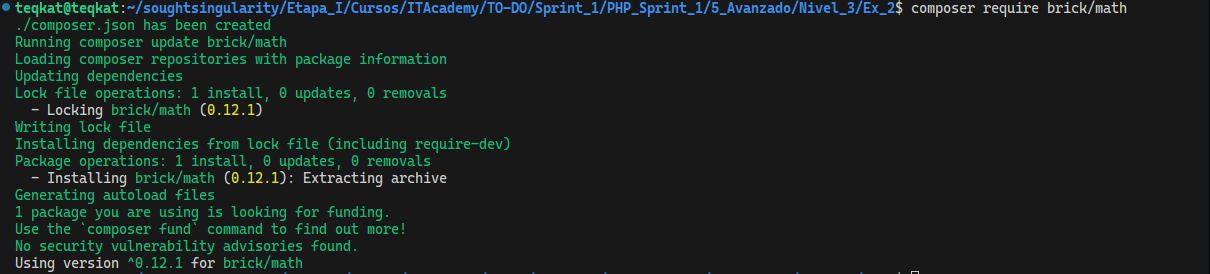 teqkat@teqkat:~/soughtsingularity/Etapa_I/Cursos/ITAcademy/TO-DO/Sprint_1/PHP_Sprint_1/5_Avanzado/Nivel_3/Ex_2$ composer require brick/math
./composer.json has been created
Running composer update brick/math
Loading composer repositories with package information
Updating dependencies
Lock file operations: 1 install, 0 updates, 0 removals
  - Locking brick/math (0.12.1)
Writing lock file
Installing dependencies from lock file (including require-dev)
Package operations: 1 install, 0 updates, 0 removals
  - Installing brick/math (0.12.1): Extracting archive
Generating autoload files
1 package you are using is looking for funding.
Use the `composer fund` command to find out more!
No security vulnerability advisories found.
Using version ^0.12.1 for brick/math